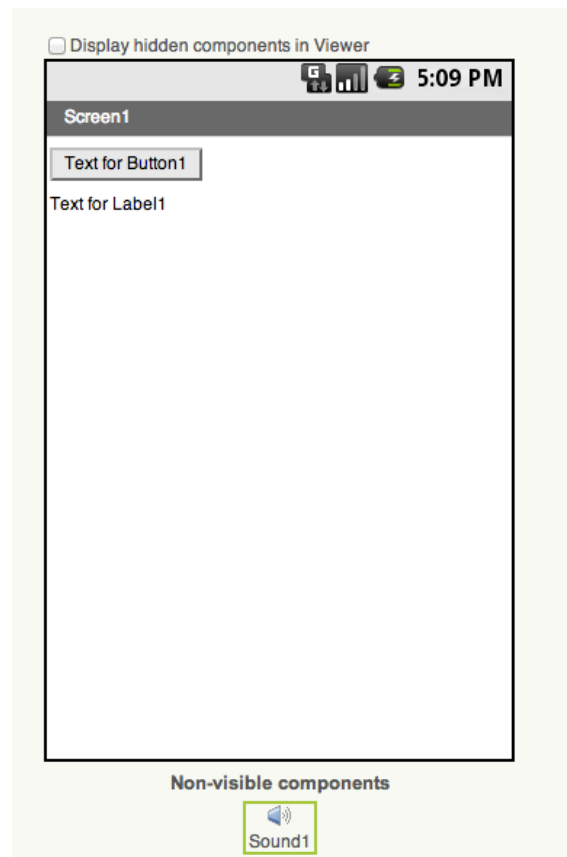 Display hidden components in Viewer
G 5:09 PM
Screen1
Text for Button1
Text for Label1
Non-visible components
Sound1